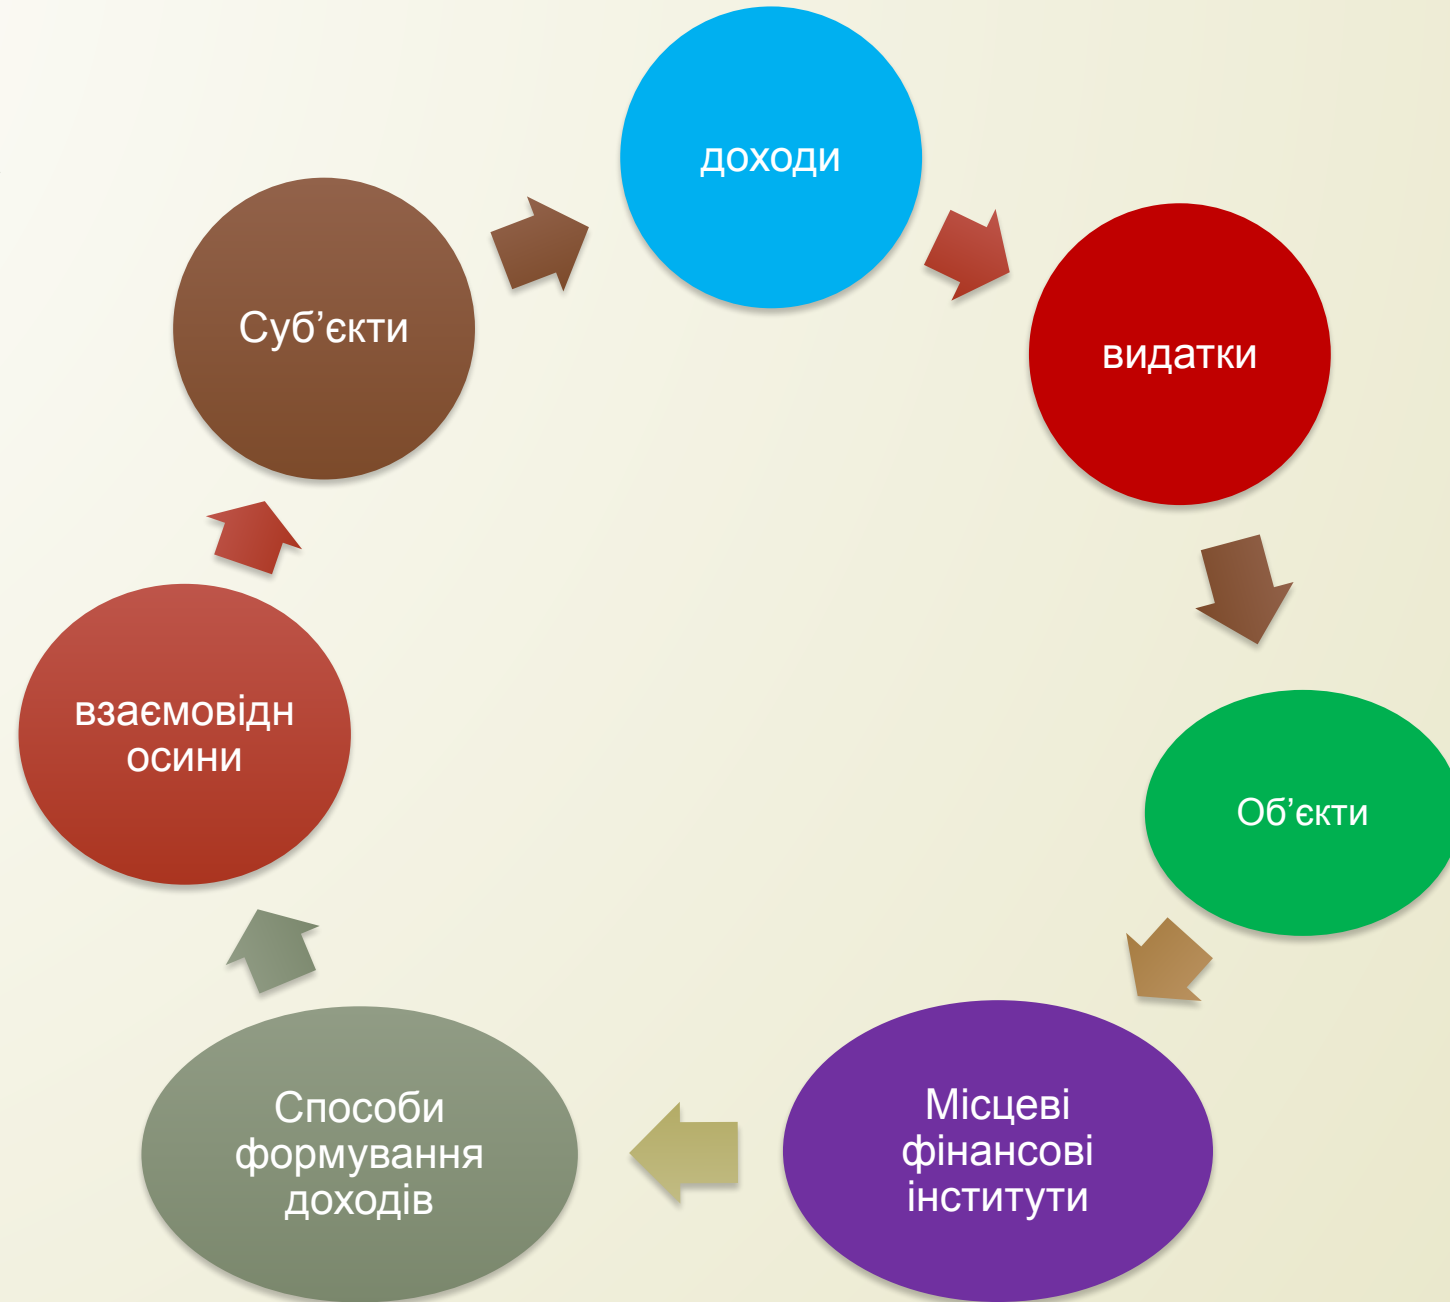 доходи
видатки
Об’єкти
Місцеві
фінансові
інститути
Способи
формування
доходів
взаємовідн
осини
Суб’єкти